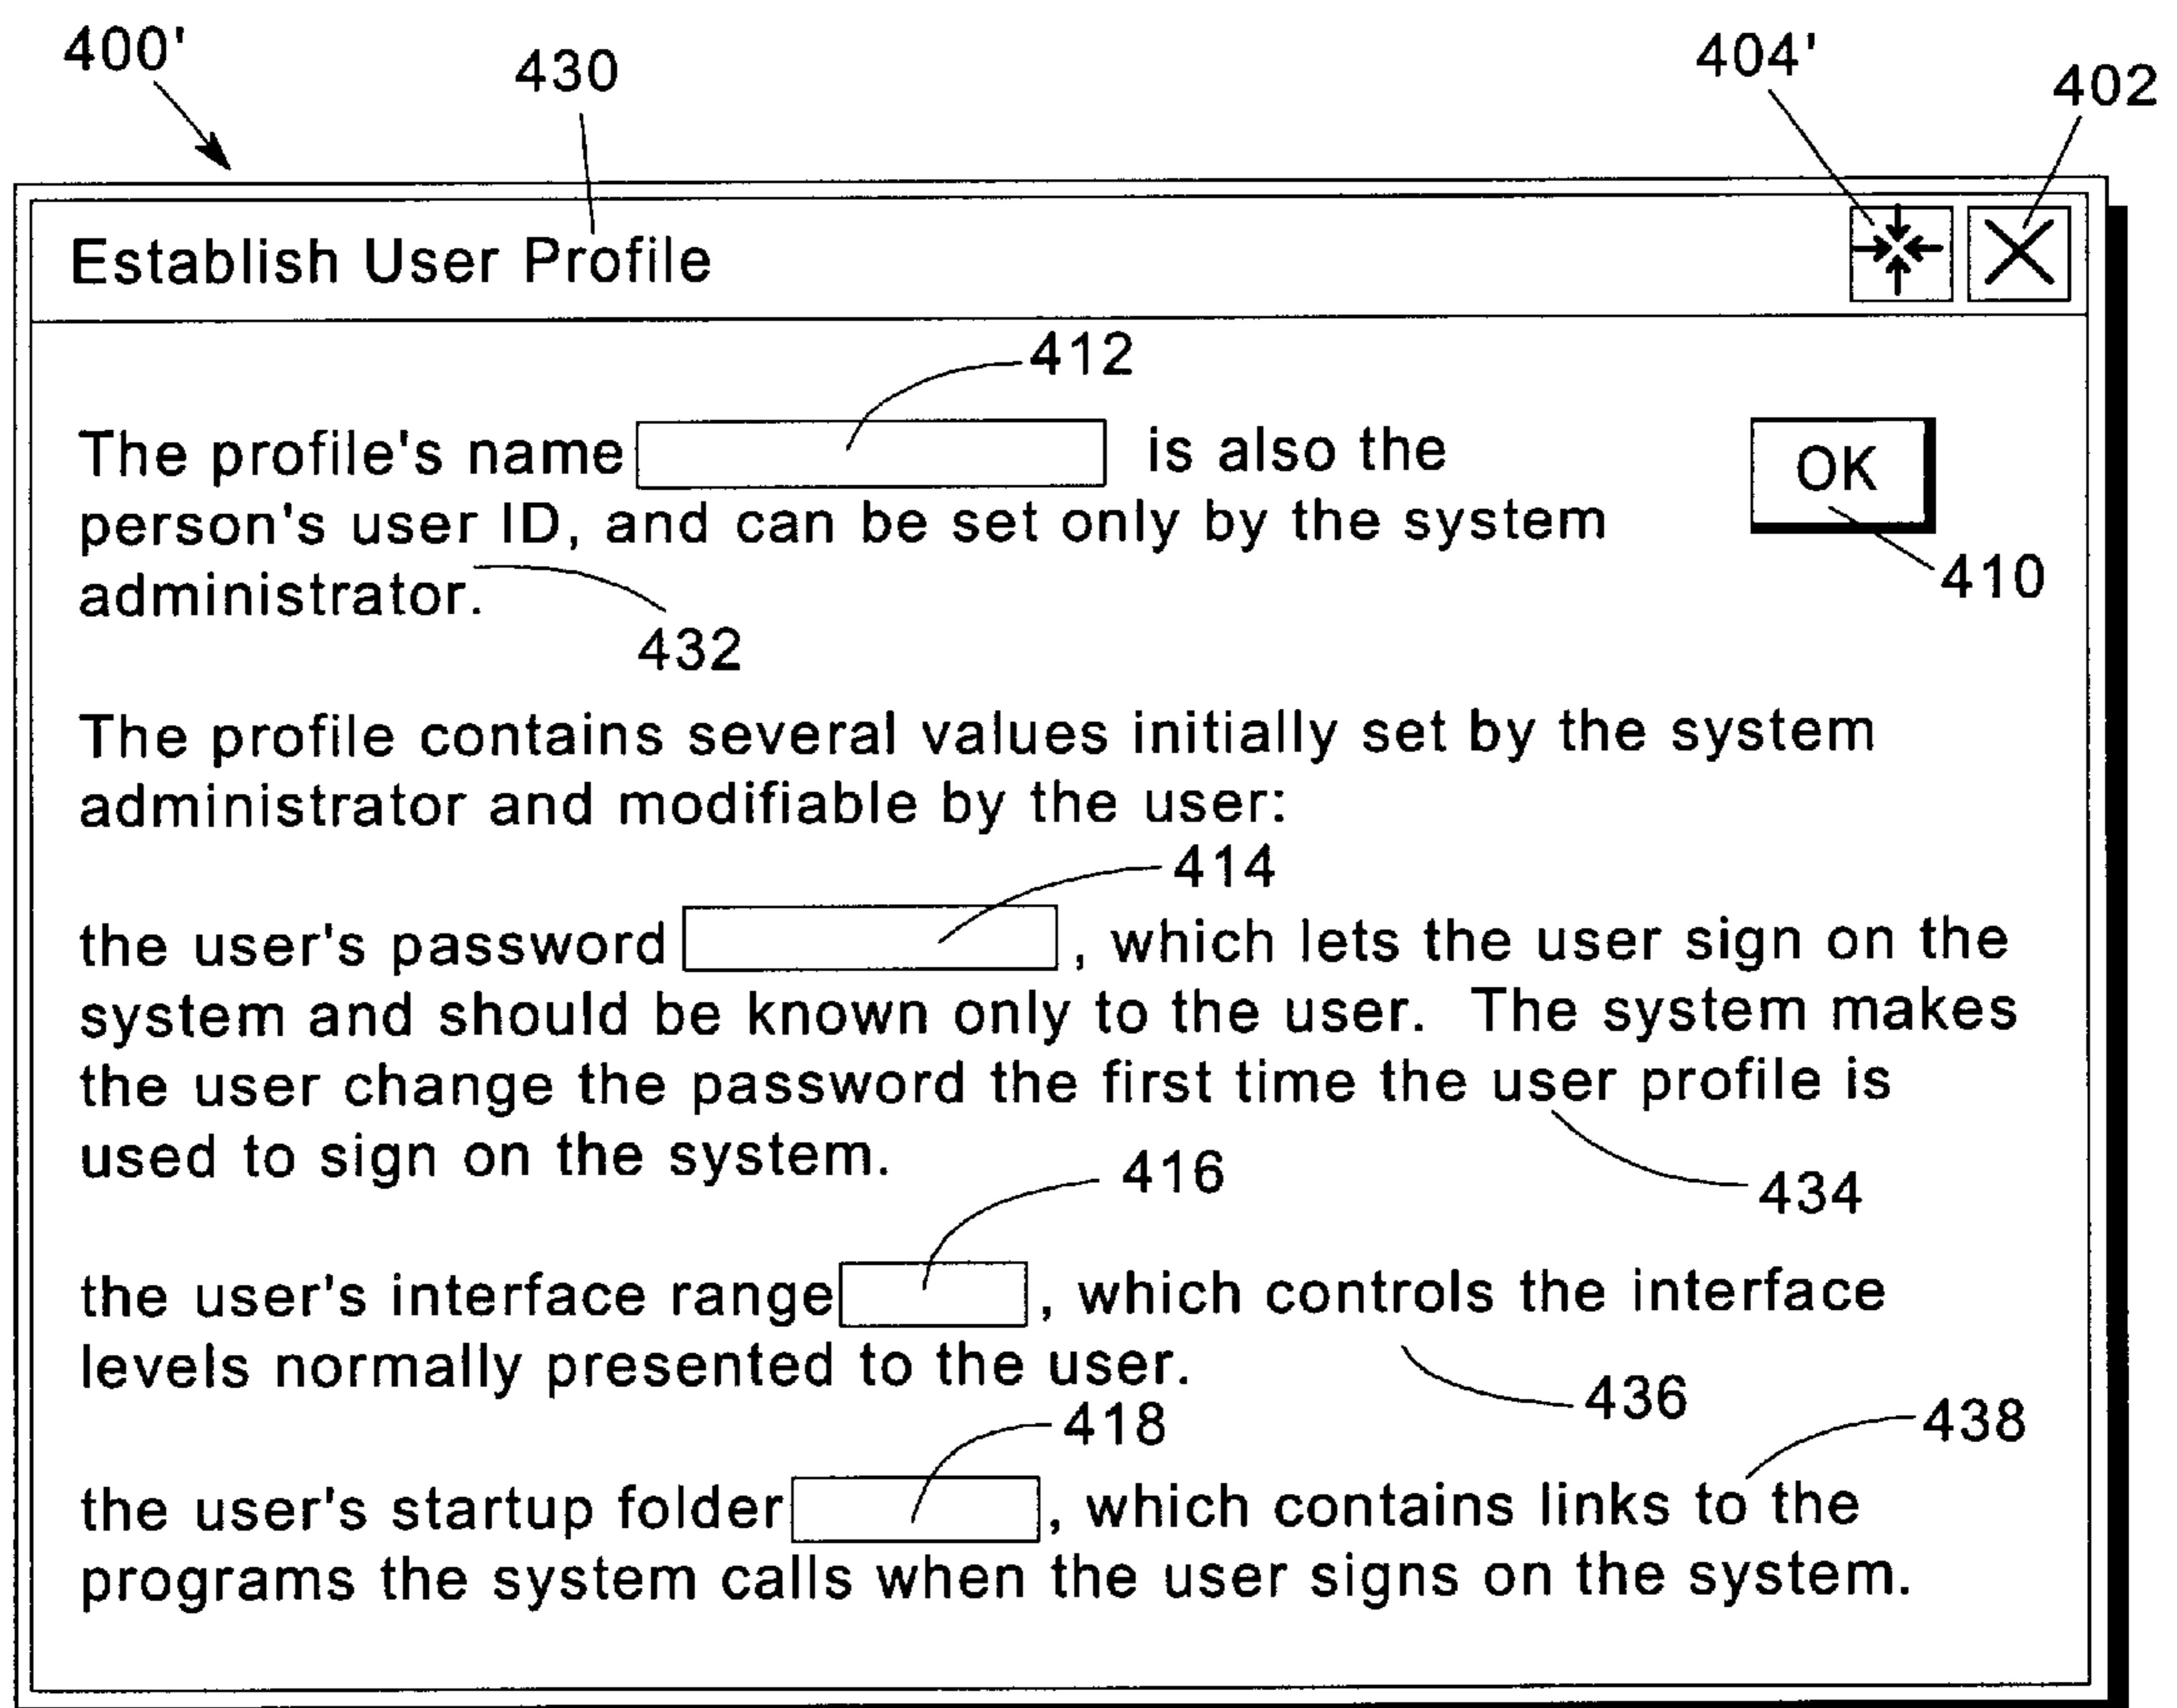 400'
430
404'
402
Establish User Profile
412
The profile's name is also the
OK
person's user ID, and can be set only by the system
410
administrator.
432
The profile contains several values initially set by the system
administrator and modifiable by the user:
414
the user's password , which lets the user sign on the
system and should be known only to the user. The system makes
the user change the password the first time the user profile is
used to sign on the system.
416
434
the user's interface range , which controls the interface
levels normally presented to the user.
436
418
438
the user's startup folder , which contains links to the
programs the system calls when the user signs on the system.